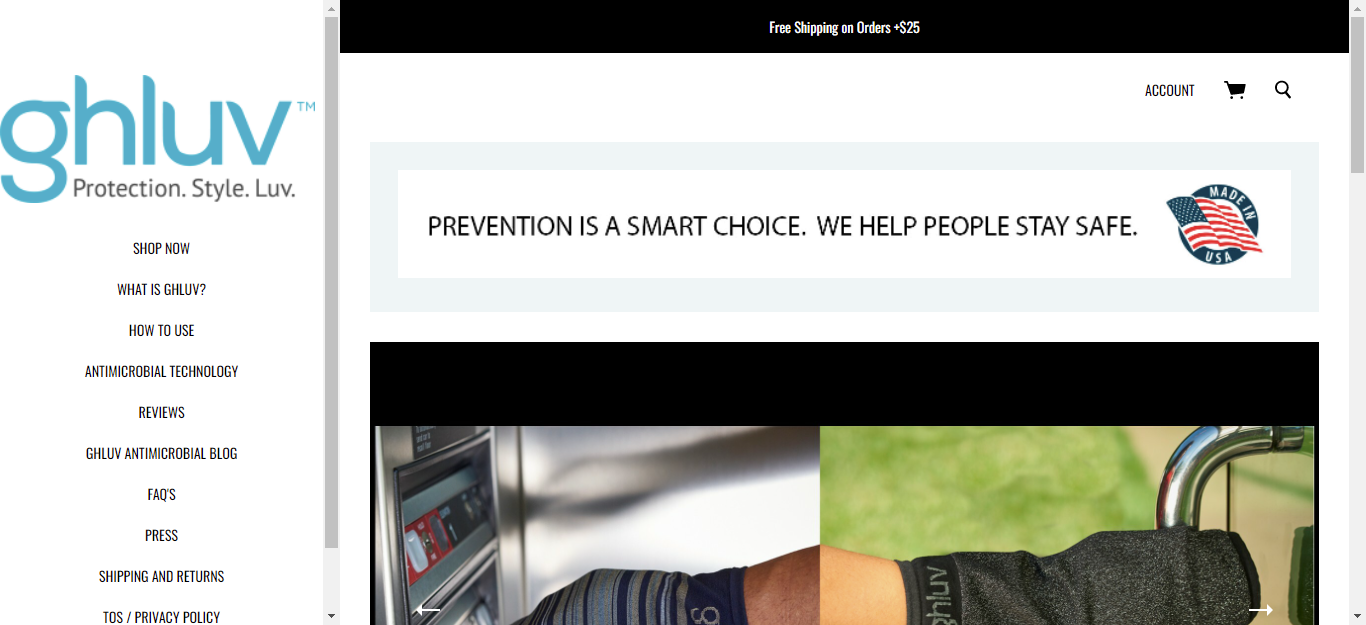 Free Shipping on Orders +$25
ghluv™
Protection. Style. Luv.
ACCOUNT
PREVENTION IS A SMART CHOICE. WE HELP PEOPLE STAY SAFE.
MADE IN
USA
SHOP NOW
WHAT IS GHLUV?
HOW TO USE
ANTIMICROBIAL TECHNOLOGY
REVIEWS
GHLUV ANTIMICROBIAL BLOG
FAQ'S
PRESS
SHIPPING AND RETURNS
TOS / PRIVACY POLICY
ghluv